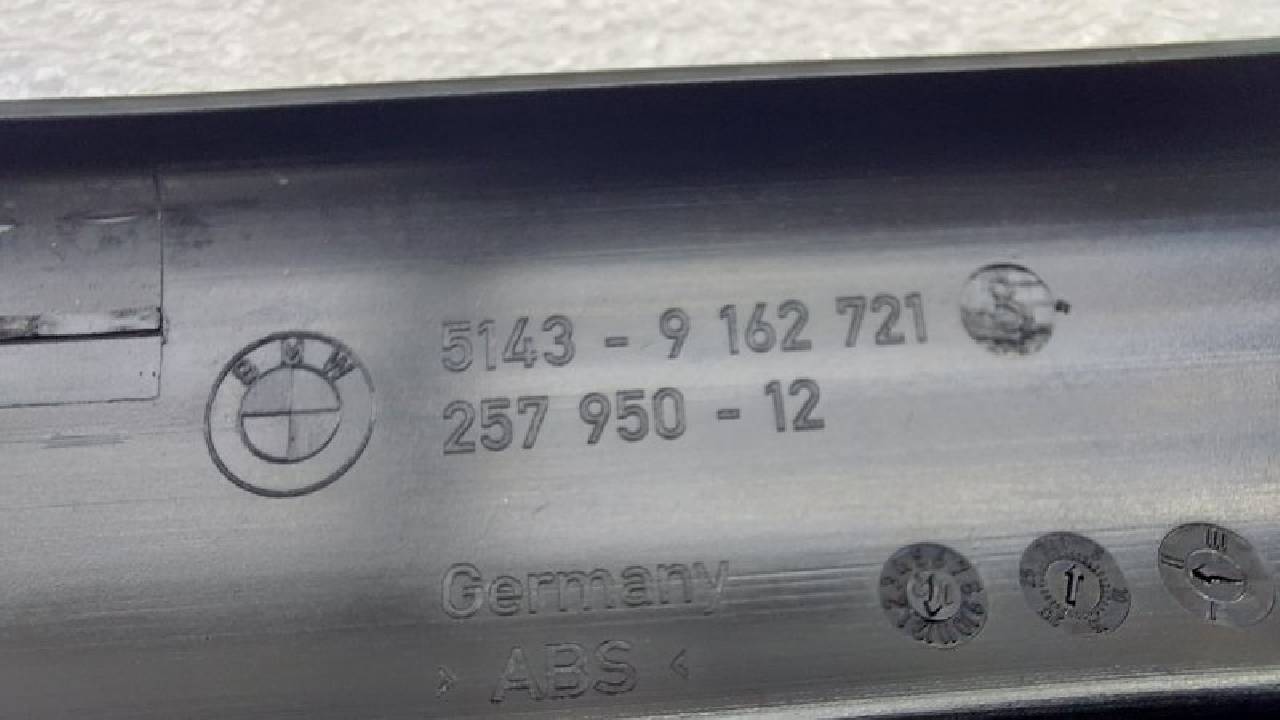 BMW
5143 - 9 162 721
257 950 - 12
Germany
> ABS <